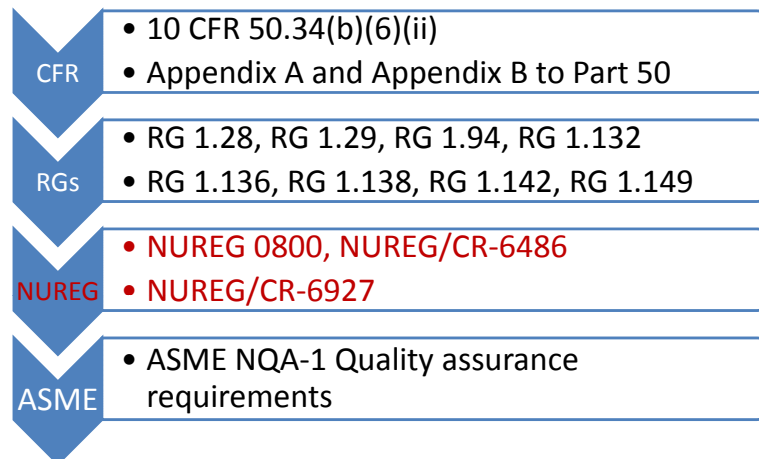 CFR
• 10 CFR 50.34(b)(6)(ii)
• Appendix A and Appendix B to Part 50
RGs
• RG 1.28, RG 1.29, RG 1.94, RG 1.132
• RG 1.136, RG 1.138, RG 1.142, RG 1.149
NUREG
• NUREG 0800, NUREG/CR-6486
• NUREG/CR-6927
ASME
• ASME NQA-1 Quality assurance
requirements